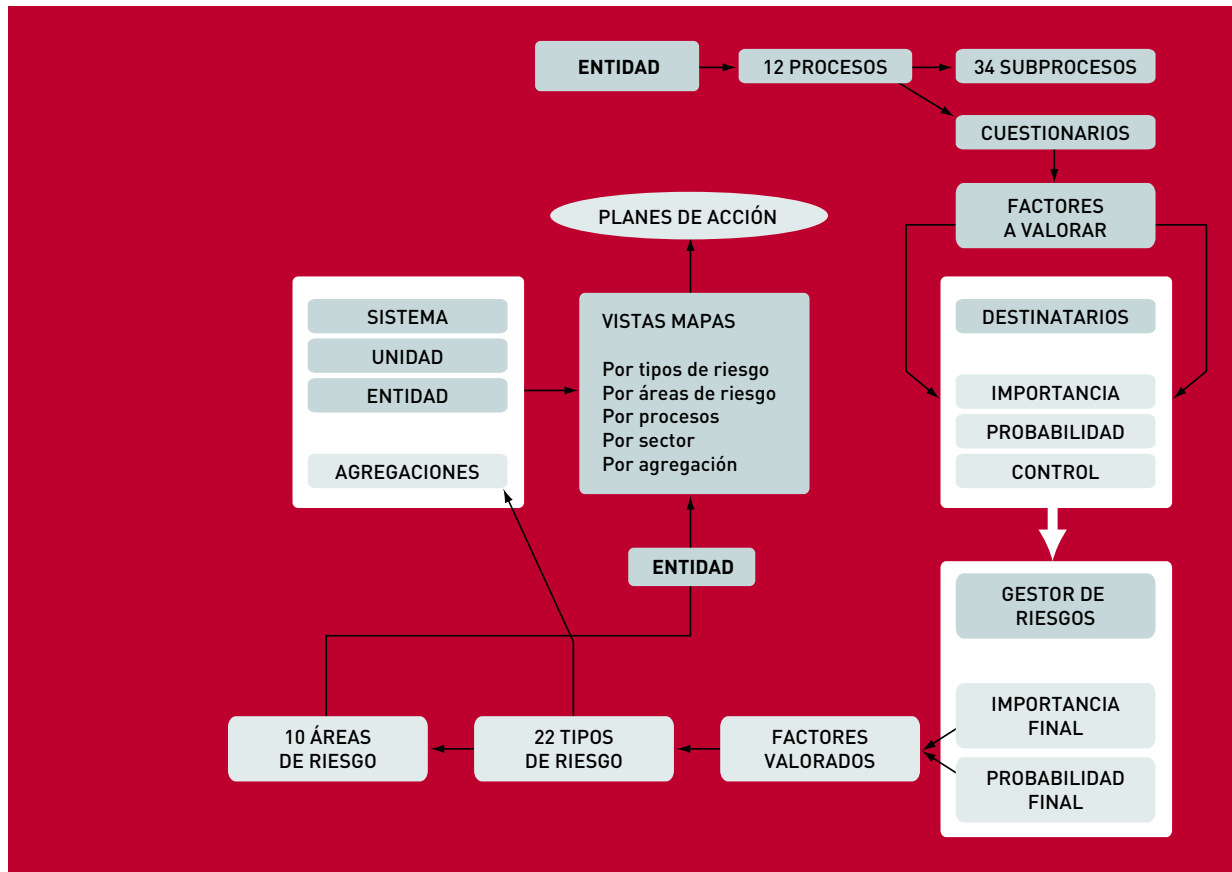 ENTIDAD
12 PROCESOS
34 SUBPROCESOS
CUESTIONARIOS
FACTORES
A VALORAR
PLANES DE ACCIÓN
SISTEMA
UNIDAD
ENTIDAD
AGREGACIONES
VISTAS MAPAS
Por tipos de riesgo
Por áreas de riesgo
Por procesos
Por sector
Por agregación
DESTINATARIOS
IMPORTANCIA
PROBABILIDAD
CONTROL
ENTIDAD
GESTOR DE
RIESGOS
IMPORTANCIA
FINAL
PROBABILIDAD
FINAL
FACTORES
VALORADOS
22 TIPOS
DE RIESGO
10 ÁREAS
DE RIESGO